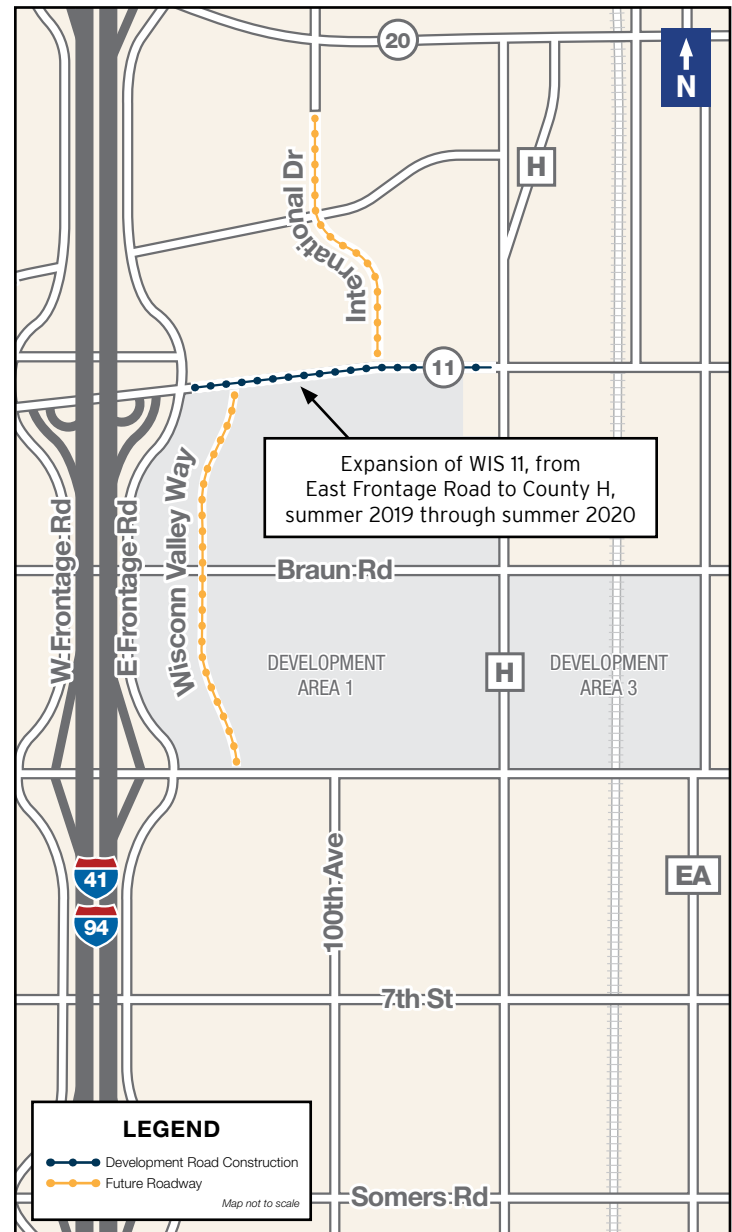 20
N
H
International Dr
11
Expansion of WIS 11, from
East Frontage Road to County H,
summer 2019 through summer 2020
W Frontage Rd
E Frontage Rd
Wisconn Valley Way
Braun Rd
DEVELOPMENT
AREA 1
H
DEVELOPMENT
AREA 3
41
94
100th Ave
EA
7th St
LEGEND
Development Road Construction
Future Roadway
Map not to scale
Somers Rd